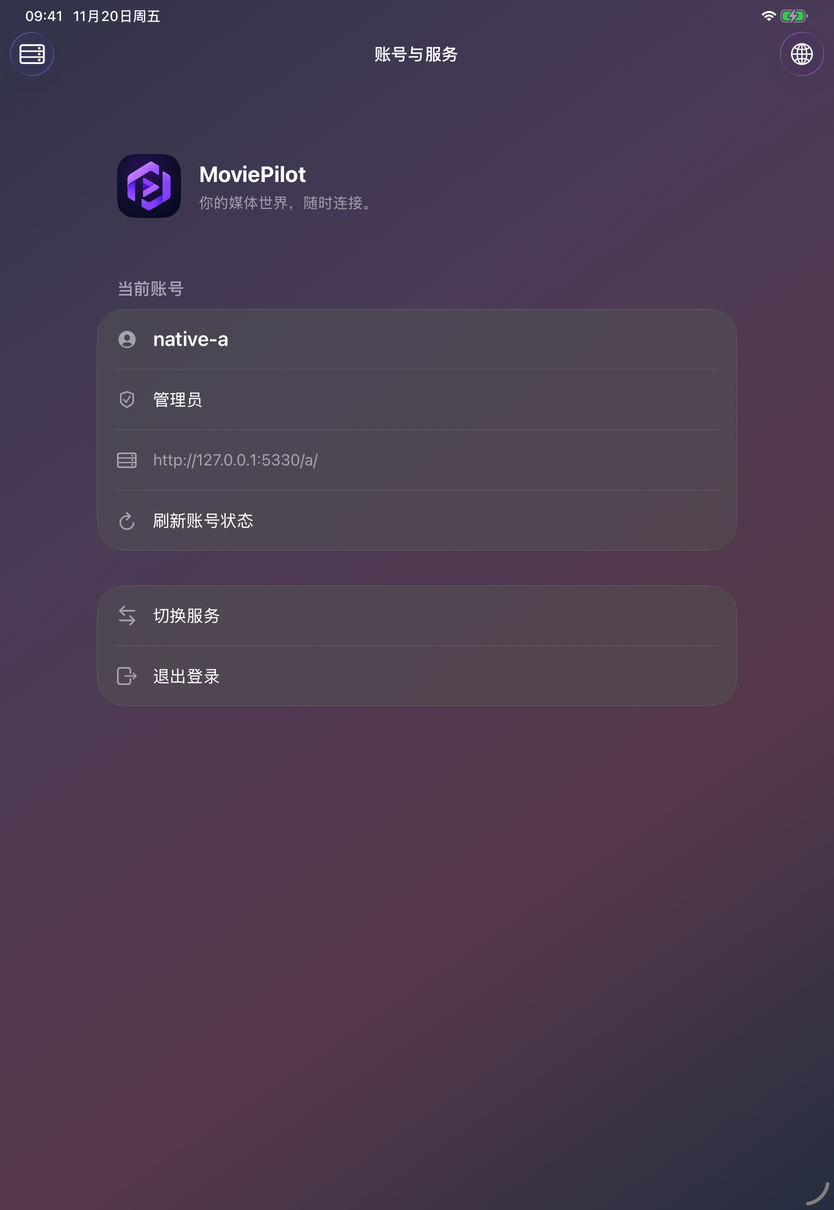 09:41 11月20日周五
账号与服务
MoviePilot
你的媒体世界，随时连接。
当前账号
native-a
管理员
http://127.0.0.1:5330/a/
刷新账号状态
切换服务
退出登录